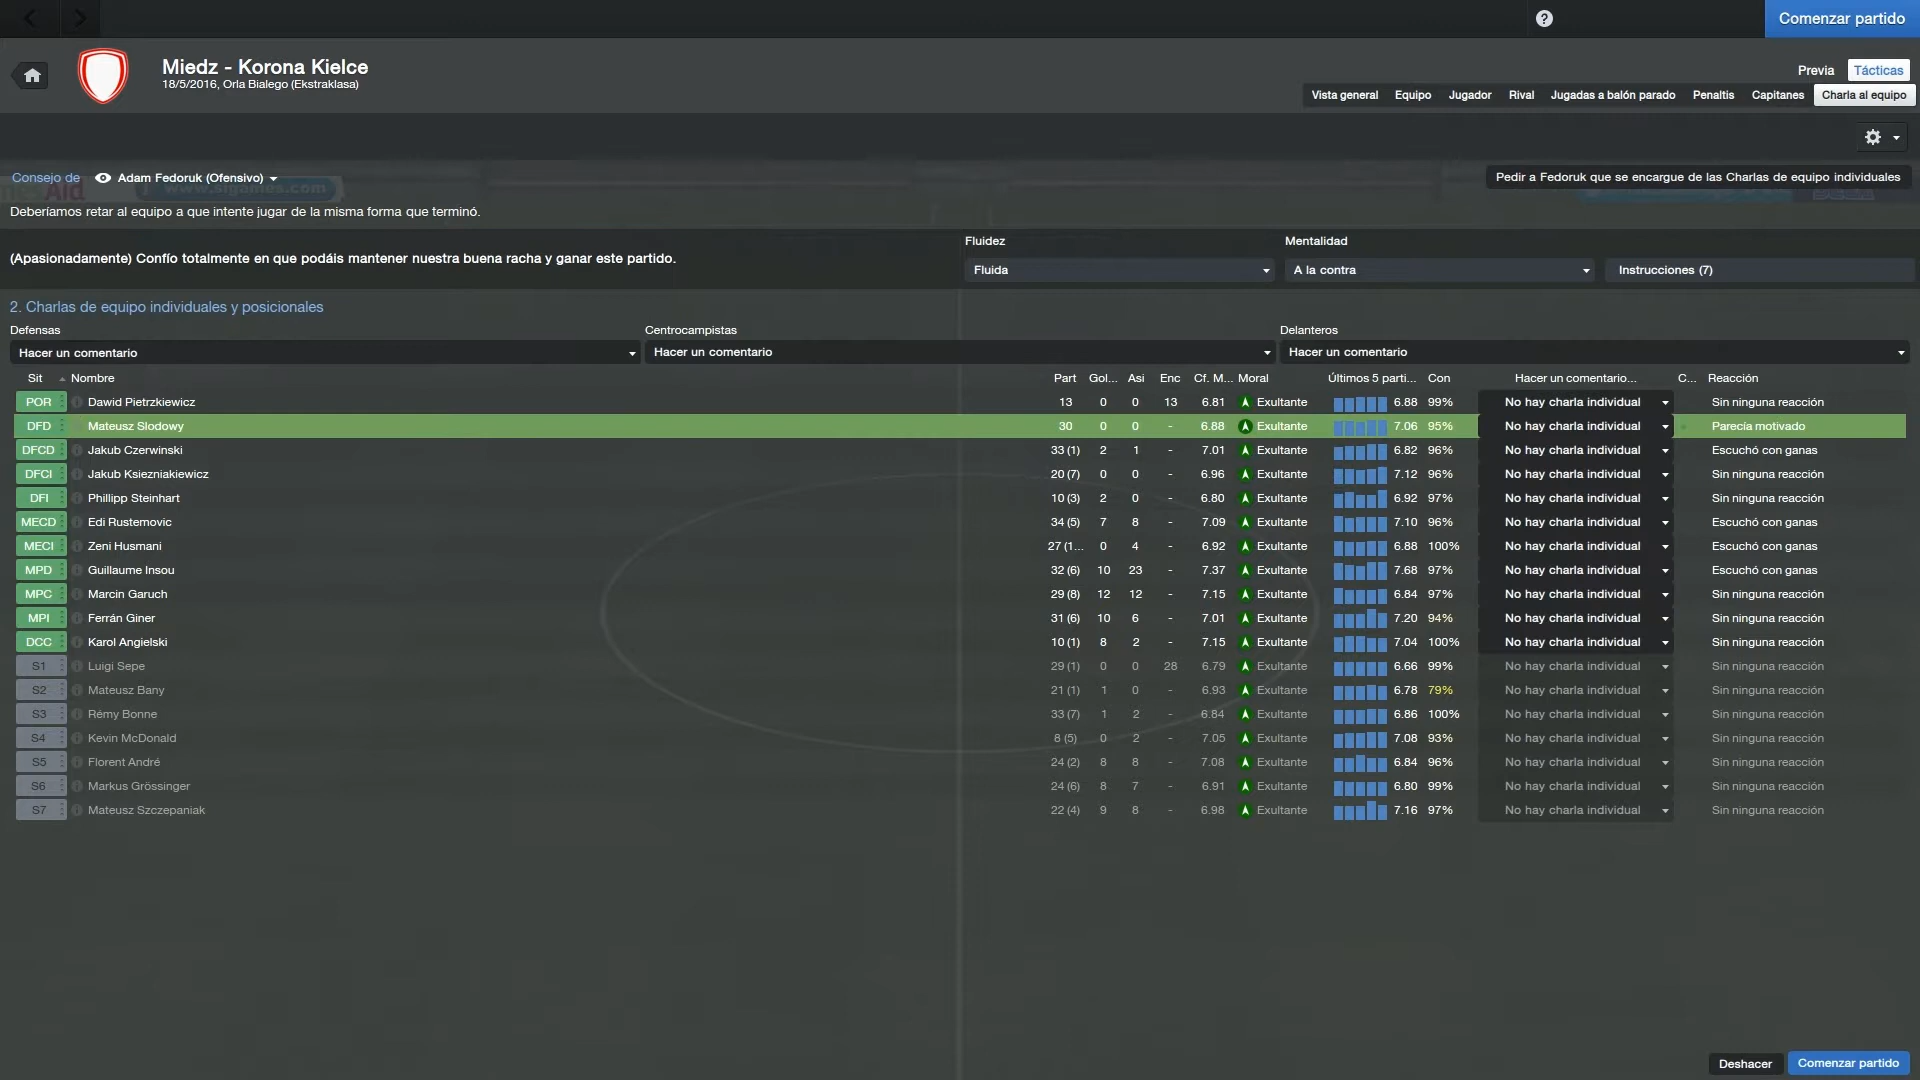 Comenzar partido
Miedz - Korona Kielce
18/5/2016, Orla Bialego (Ekstraklasa)
Previa Tácticas
Vista general Equipo Jugador Rival Jugadas a balón parado Penaltis Capitanes Charla al equipo
Consejo de Adam Fedoruk (Ofensivo) Pedir a Fedoruk que se encargue de las Charlas de equipo individuales
www.sigames.com
Deberíamos retar al equipo a que intente jugar de la misma forma que terminó.
Fluidez Mentalidad
(Apasionadamente) Confío totalmente en que podáis mantener nuestra buena racha y ganar este partido.
Fluida A la contra Instrucciones (7)
2. Charlas de equipo individuales y posicionales
Defensas Centrocampistas Delanteros
Hacer un comentario Hacer un comentario Hacer un comentario
Sit Nombre Part Gol... Asi Enc Cf. M... Moral Últimos 5 parti... Con Hacer un comentario... C... Reacción
POR Dawid Pietrzkiewicz 13 0 0 13 6.81 Exultante 6.88 99% No hay charla individual Sin ninguna reacción
DFD Mateusz Slodowy 30 0 0 - 6.88 Exultante 7.06 95% No hay charla individual Parecía motivado
DFCD Jakub Czerwinski 33 (1) 2 1 - 7.01 Exultante 6.82 96% No hay charla individual Escuchó con ganas
DFCI Jakub Ksiezniakiewicz 20 (7) 0 0 - 6.96 Exultante 7.12 96% No hay charla individual Sin ninguna reacción
DFI Phillipp Steinhart 10 (3) 2 0 - 6.80 Exultante 6.92 97% No hay charla individual Sin ninguna reacción
MECD Edi Rustemovic 34 (5) 7 8 - 7.09 Exultante 7.10 96% No hay charla individual Escuchó con ganas
MECI Zeni Husmani 27 (1... 0 4 - 6.92 Exultante 6.88 100% No hay charla individual Escuchó con ganas
MPD Guillaume Insou 32 (6) 10 23 - 7.37 Exultante 7.68 97% No hay charla individual Escuchó con ganas
MPC Marcin Garuch 29 (8) 12 12 - 7.15 Exultante 6.84 97% No hay charla individual Sin ninguna reacción
MPI Ferrán Giner 31 (6) 10 6 - 7.01 Exultante 7.20 94% No hay charla individual Sin ninguna reacción
DCC Karol Angielski 10 (1) 8 2 - 7.15 Exultante 7.04 100% No hay charla individual Sin ninguna reacción
S1 Luigi Sepe 29 (1) 0 0 28 6.79 Exultante 6.66 99% No hay charla individual Sin ninguna reacción
S2 Mateusz Bany 21 (1) 1 0 - 6.93 Exultante 6.78 79% No hay charla individual Sin ninguna reacción
S3 Rémy Bonne 33 (7) 1 2 - 6.84 Exultante 6.86 100% No hay charla individual Sin ninguna reacción
S4 Kevin McDonald 8 (5) 0 2 - 7.05 Exultante 7.08 93% No hay charla individual Sin ninguna reacción
S5 Florent André 24 (2) 8 8 - 7.08 Exultante 6.84 96% No hay charla individual Sin ninguna reacción
S6 Markus Grössinger 24 (6) 8 7 - 6.91 Exultante 6.80 99% No hay charla individual Sin ninguna reacción
S7 Mateusz Szczepaniak 22 (4) 9 8 - 6.98 Exultante 7.16 97% No hay charla individual Sin ninguna reacción
Deshacer Comenzar partido